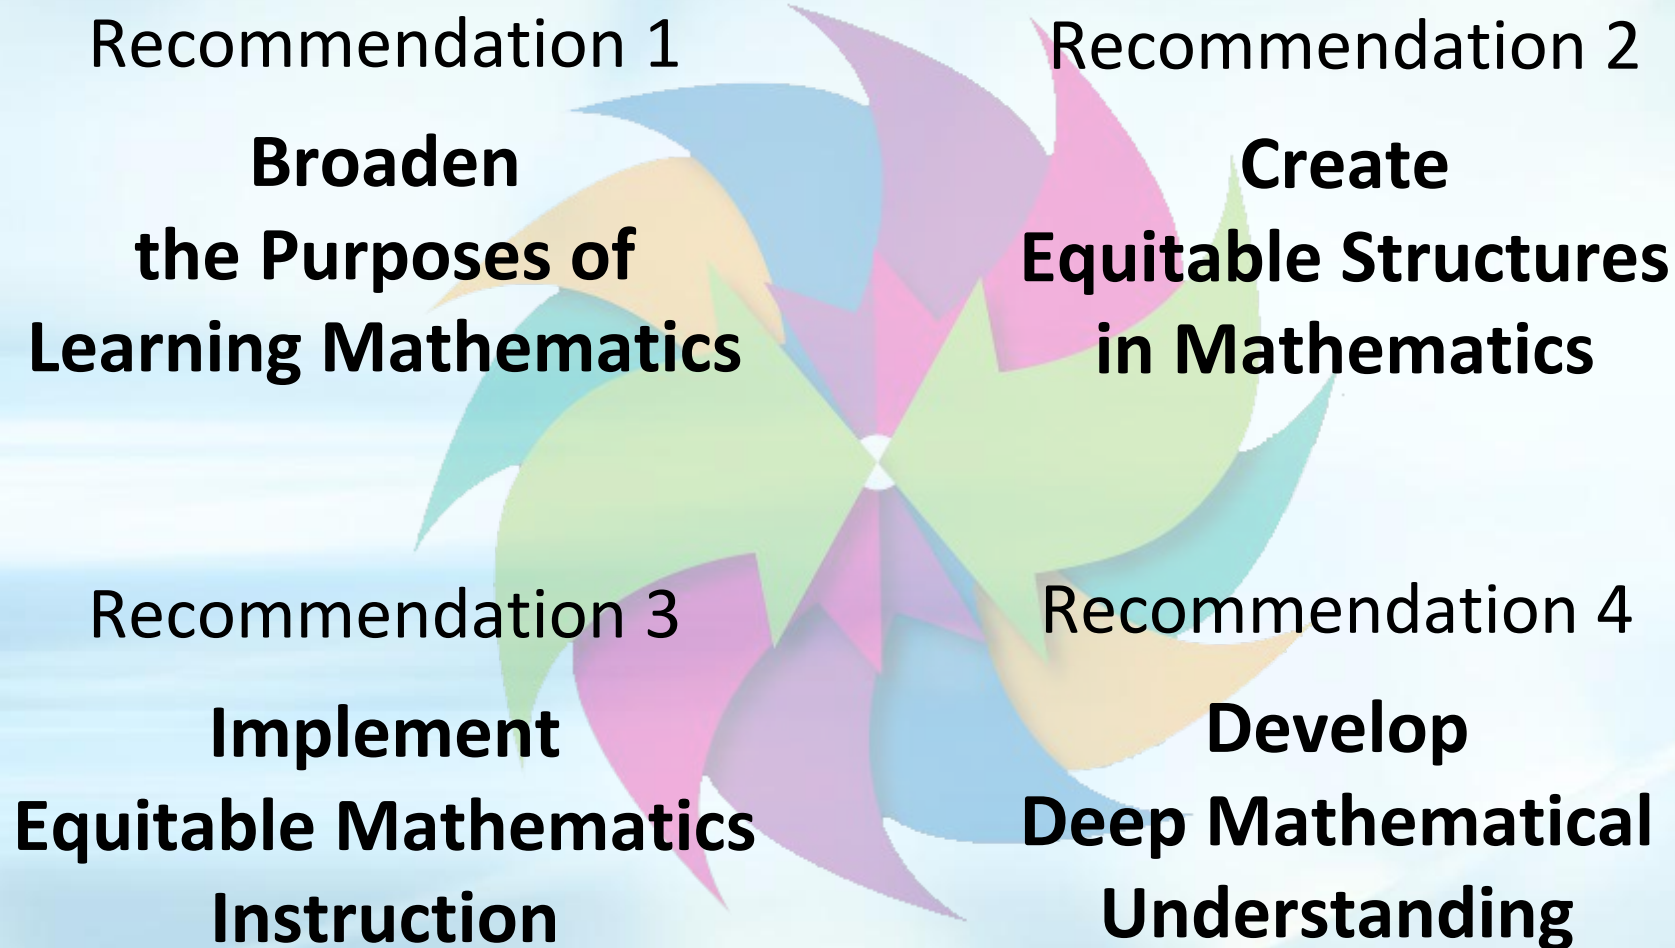 Recommendation 1
Broaden
the Purposes of
Learning Mathematics
Recommendation 2
Create
Equitable Structures
in Mathematics
Recommendation 3
Implement
Equitable Mathematics
Instruction
Recommendation 4
Develop
Deep Mathematical
Understanding